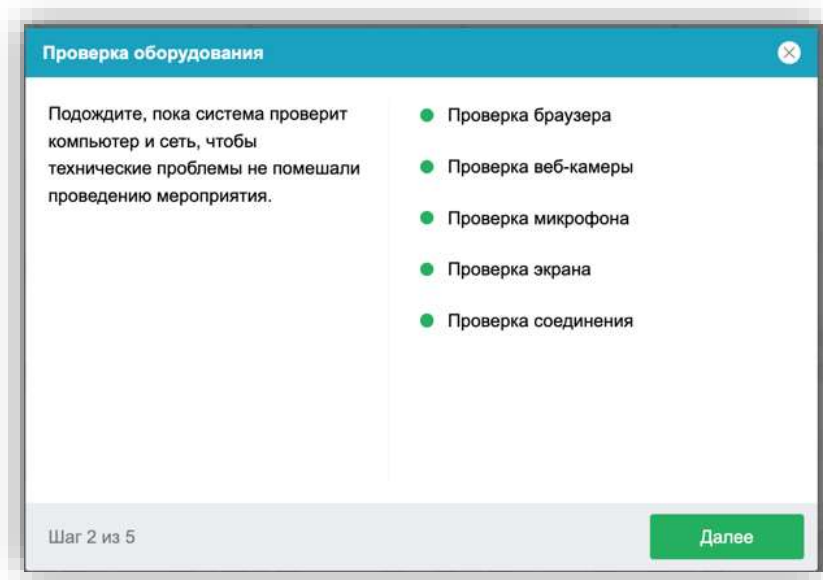 Проверка оборудования
Подождите, пока система проверит
компьютер и сеть, чтобы
технические проблемы не помешали
проведению мероприятия.
Проверка браузера
Проверка веб-камеры
Проверка микрофона
Проверка экрана
Проверка соединения
Шаг 2 из 5
Далее